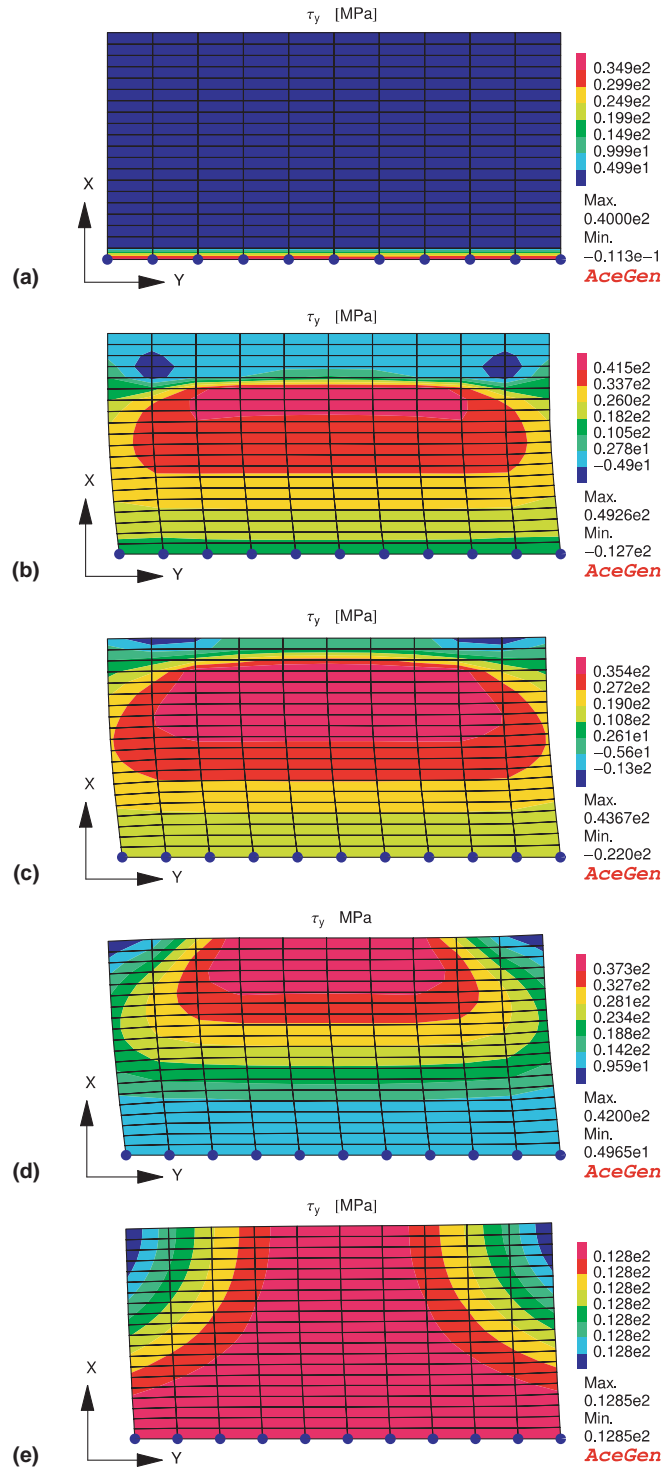 τy [MPa]
0.349e2
0.299e2
0.249e2
0.199e2
0.149e2
0.999e1
0.499e1
Max.
0.4000e2
Min.
−0.113e−1
AceGen
X
Y
(a)
τy [MPa]
0.415e2
0.337e2
0.260e2
0.182e2
0.105e2
0.278e1
−0.49e1
Max.
0.4926e2
Min.
−0.127e2
AceGen
X
Y
(b)
τy [MPa]
0.354e2
0.272e2
0.190e2
0.108e2
0.261e1
−0.56e1
−0.13e2
Max.
0.4367e2
Min.
−0.220e2
AceGen
X
Y
(c)
τy MPa
0.373e2
0.327e2
0.281e2
0.234e2
0.188e2
0.142e2
0.959e1
Max.
0.4200e2
Min.
0.4965e1
AceGen
X
Y
(d)
τy [MPa]
0.128e2
0.128e2
0.128e2
0.128e2
0.128e2
0.128e2
0.128e2
Max.
0.1285e2
Min.
0.1285e2
AceGen
X
Y
(e)